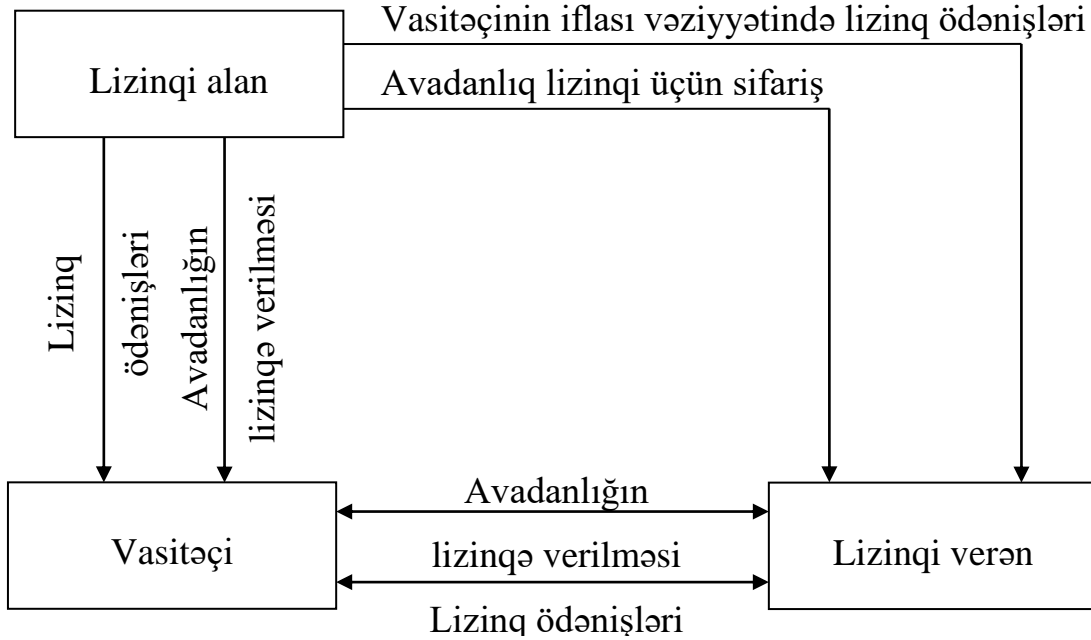 Vasitəçinin iflası vəziyyətində lizinq ödənişləri
Lizinqi alan
Avadanlıq lizinqi üçün sifariş
Lizinq
ödənişləri
Avadanlığın
lizinqə verilməsi
Avadanlığın
Vasitəçi
lizinqə verilməsi
Lizinqi verən
Lizinq ödənişləri